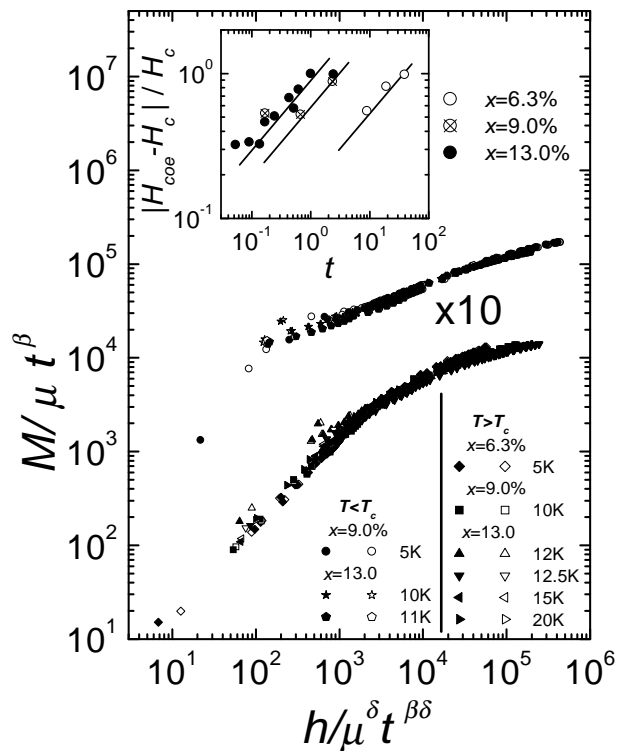 10^7
10^6
10^5
10^4
10^3
10^2
10^1
M/μ t^β
10^1
10^2
10^3
10^4
10^5
10^6
h/μ^δ t^βδ
|H_coe-H_c| / H_c
10^0
10^-1
10^-1
10^0
10^1
10^2
t
x=6.3%
x=9.0%
x=13.0%
x10
T<T_c
x=9.0%
5K
x=13.0
10K
11K
T>T_c
x=6.3%
5K
x=9.0%
10K
x=13.0
12K
12.5K
15K
20K